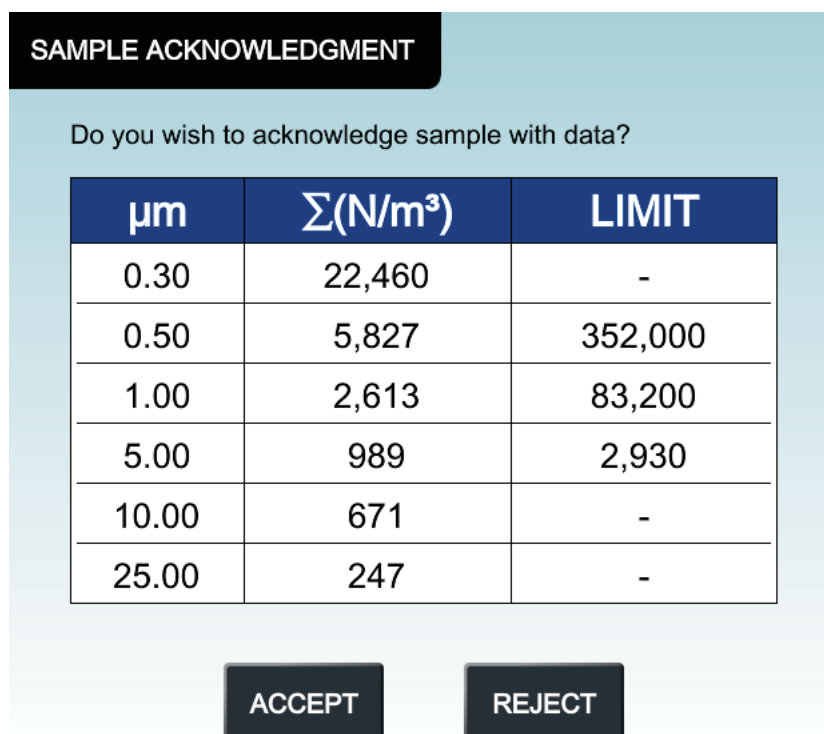 SAMPLE ACKNOWLEDGMENT
Do you wish to acknowledge sample with data?
µm ∑(N/m³) LIMIT
0.30 22,460 -
0.50 5,827 352,000
1.00 2,613 83,200
5.00 989 2,930
10.00 671 -
25.00 247 -
ACCEPT REJECT